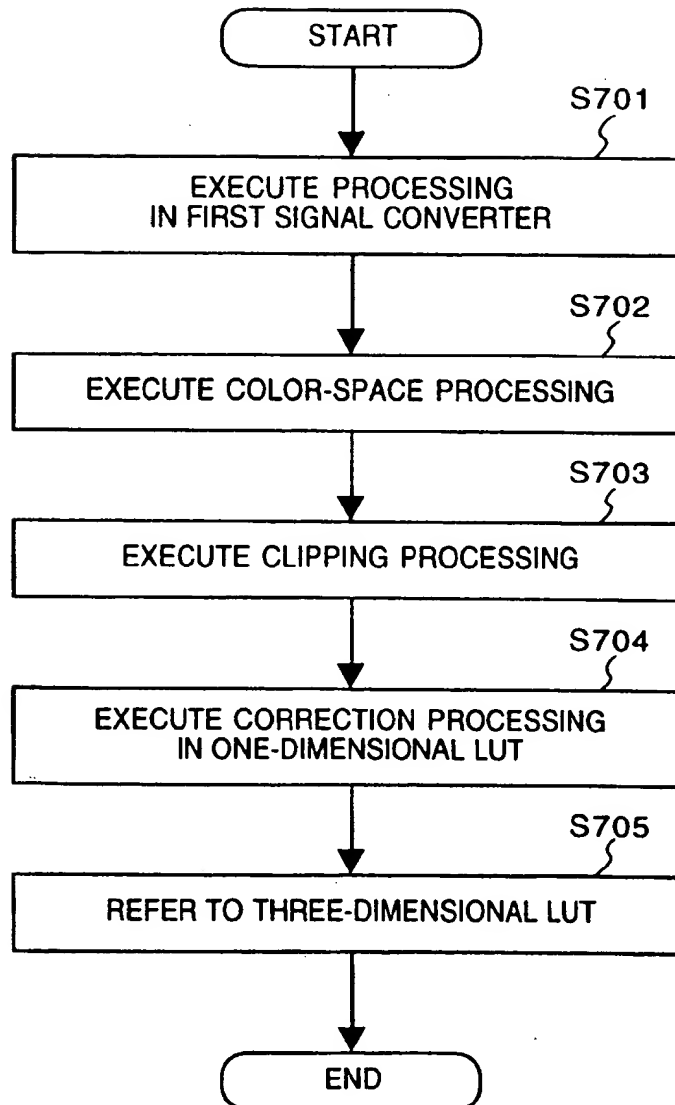 START
S701
EXECUTE PROCESSING
IN FIRST SIGNAL CONVERTER
S702
EXECUTE COLOR-SPACE PROCESSING
S703
EXECUTE CLIPPING PROCESSING
S704
EXECUTE CORRECTION PROCESSING
IN ONE-DIMENSIONAL LUT
S705
REFER TO THREE-DIMENSIONAL LUT
END